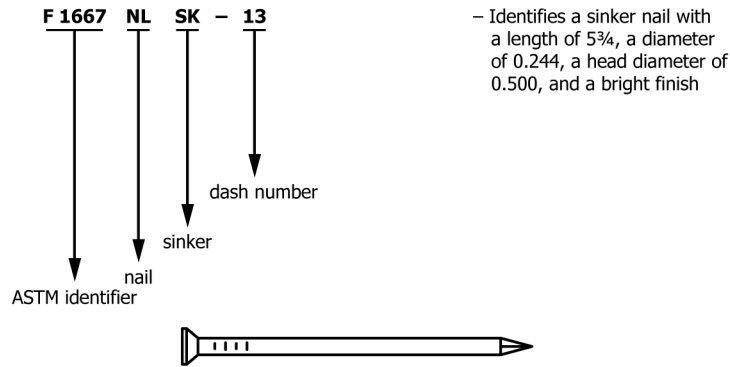 F 1667 NL SK – 13
– Identifies a sinker nail with
a length of 5¾, a diameter
of 0.244, a head diameter of
0.500, and a bright finish
dash number
sinker
nail
ASTM identifier